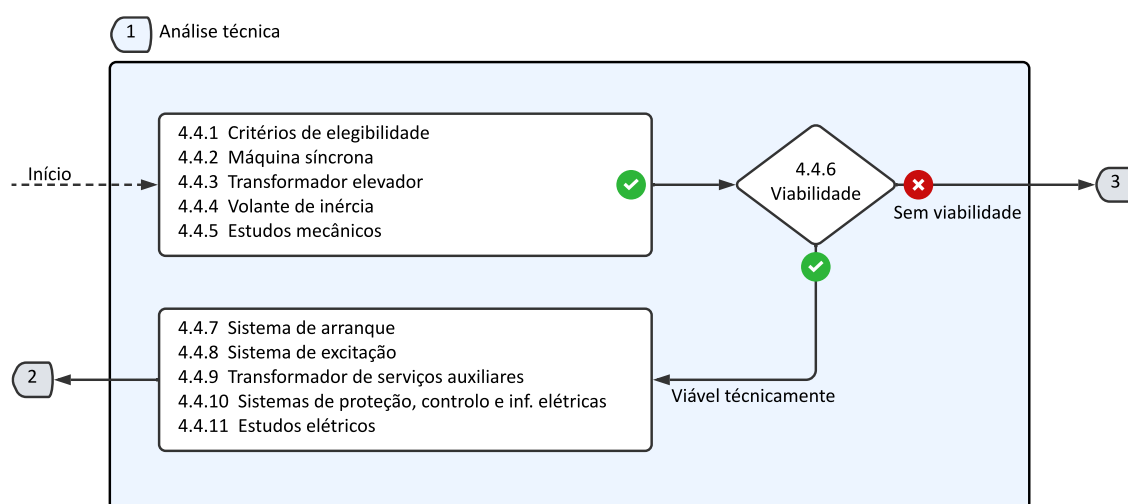 1 Análise técnica
Início
4.4.1 Critérios de elegibilidade
4.4.2 Máquina síncrona
4.4.3 Transformador elevador
4.4.4 Volante de inércia
4.4.5 Estudos mecânicos
4.4.6
Viabilidade
Sem viabilidade
3
4.4.7 Sistema de arranque
4.4.8 Sistema de excitação
4.4.9 Transformador de serviços auxiliares
4.4.10 Sistemas de proteção, controlo e inf. elétricas
4.4.11 Estudos elétricos
2
Viável técnicamente